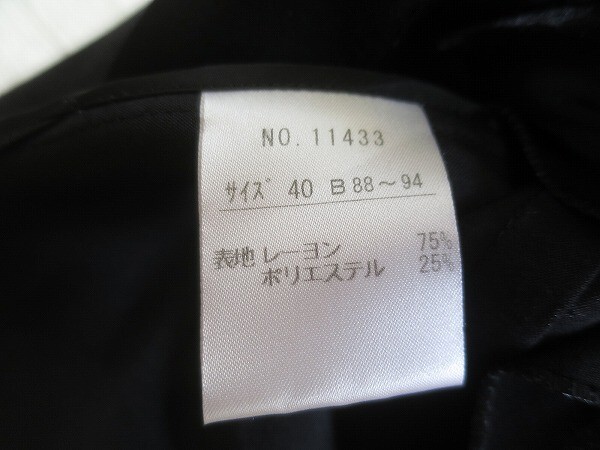 NO. 11433
サイズ 40 B88～94
表地 レーヨン 75%
ポリエステル 25%